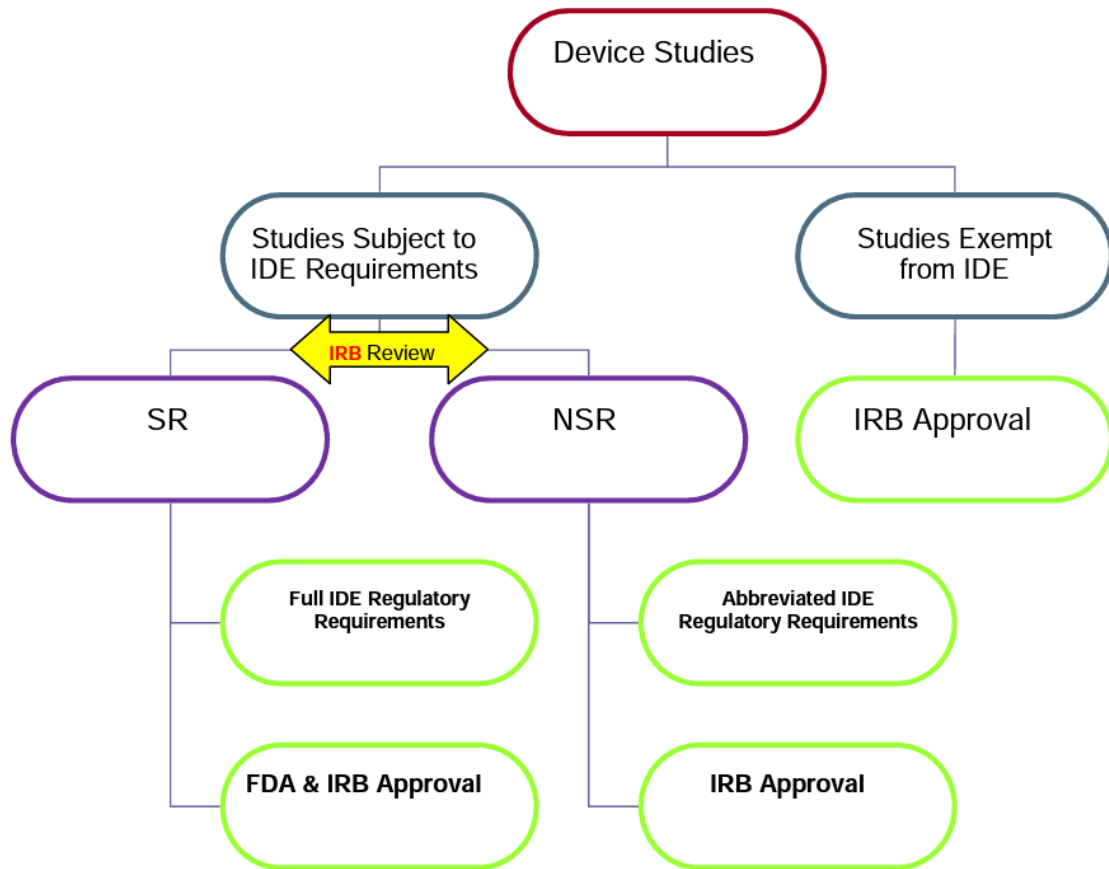 Device Studies
Studies Subject to
IDE Requirements
Studies Exempt
from IDE
IRB Review
SR
NSR
IRB Approval
Full IDE Regulatory
Requirements
Abbreviated IDE
Regulatory Requirements
FDA & IRB Approval
IRB Approval